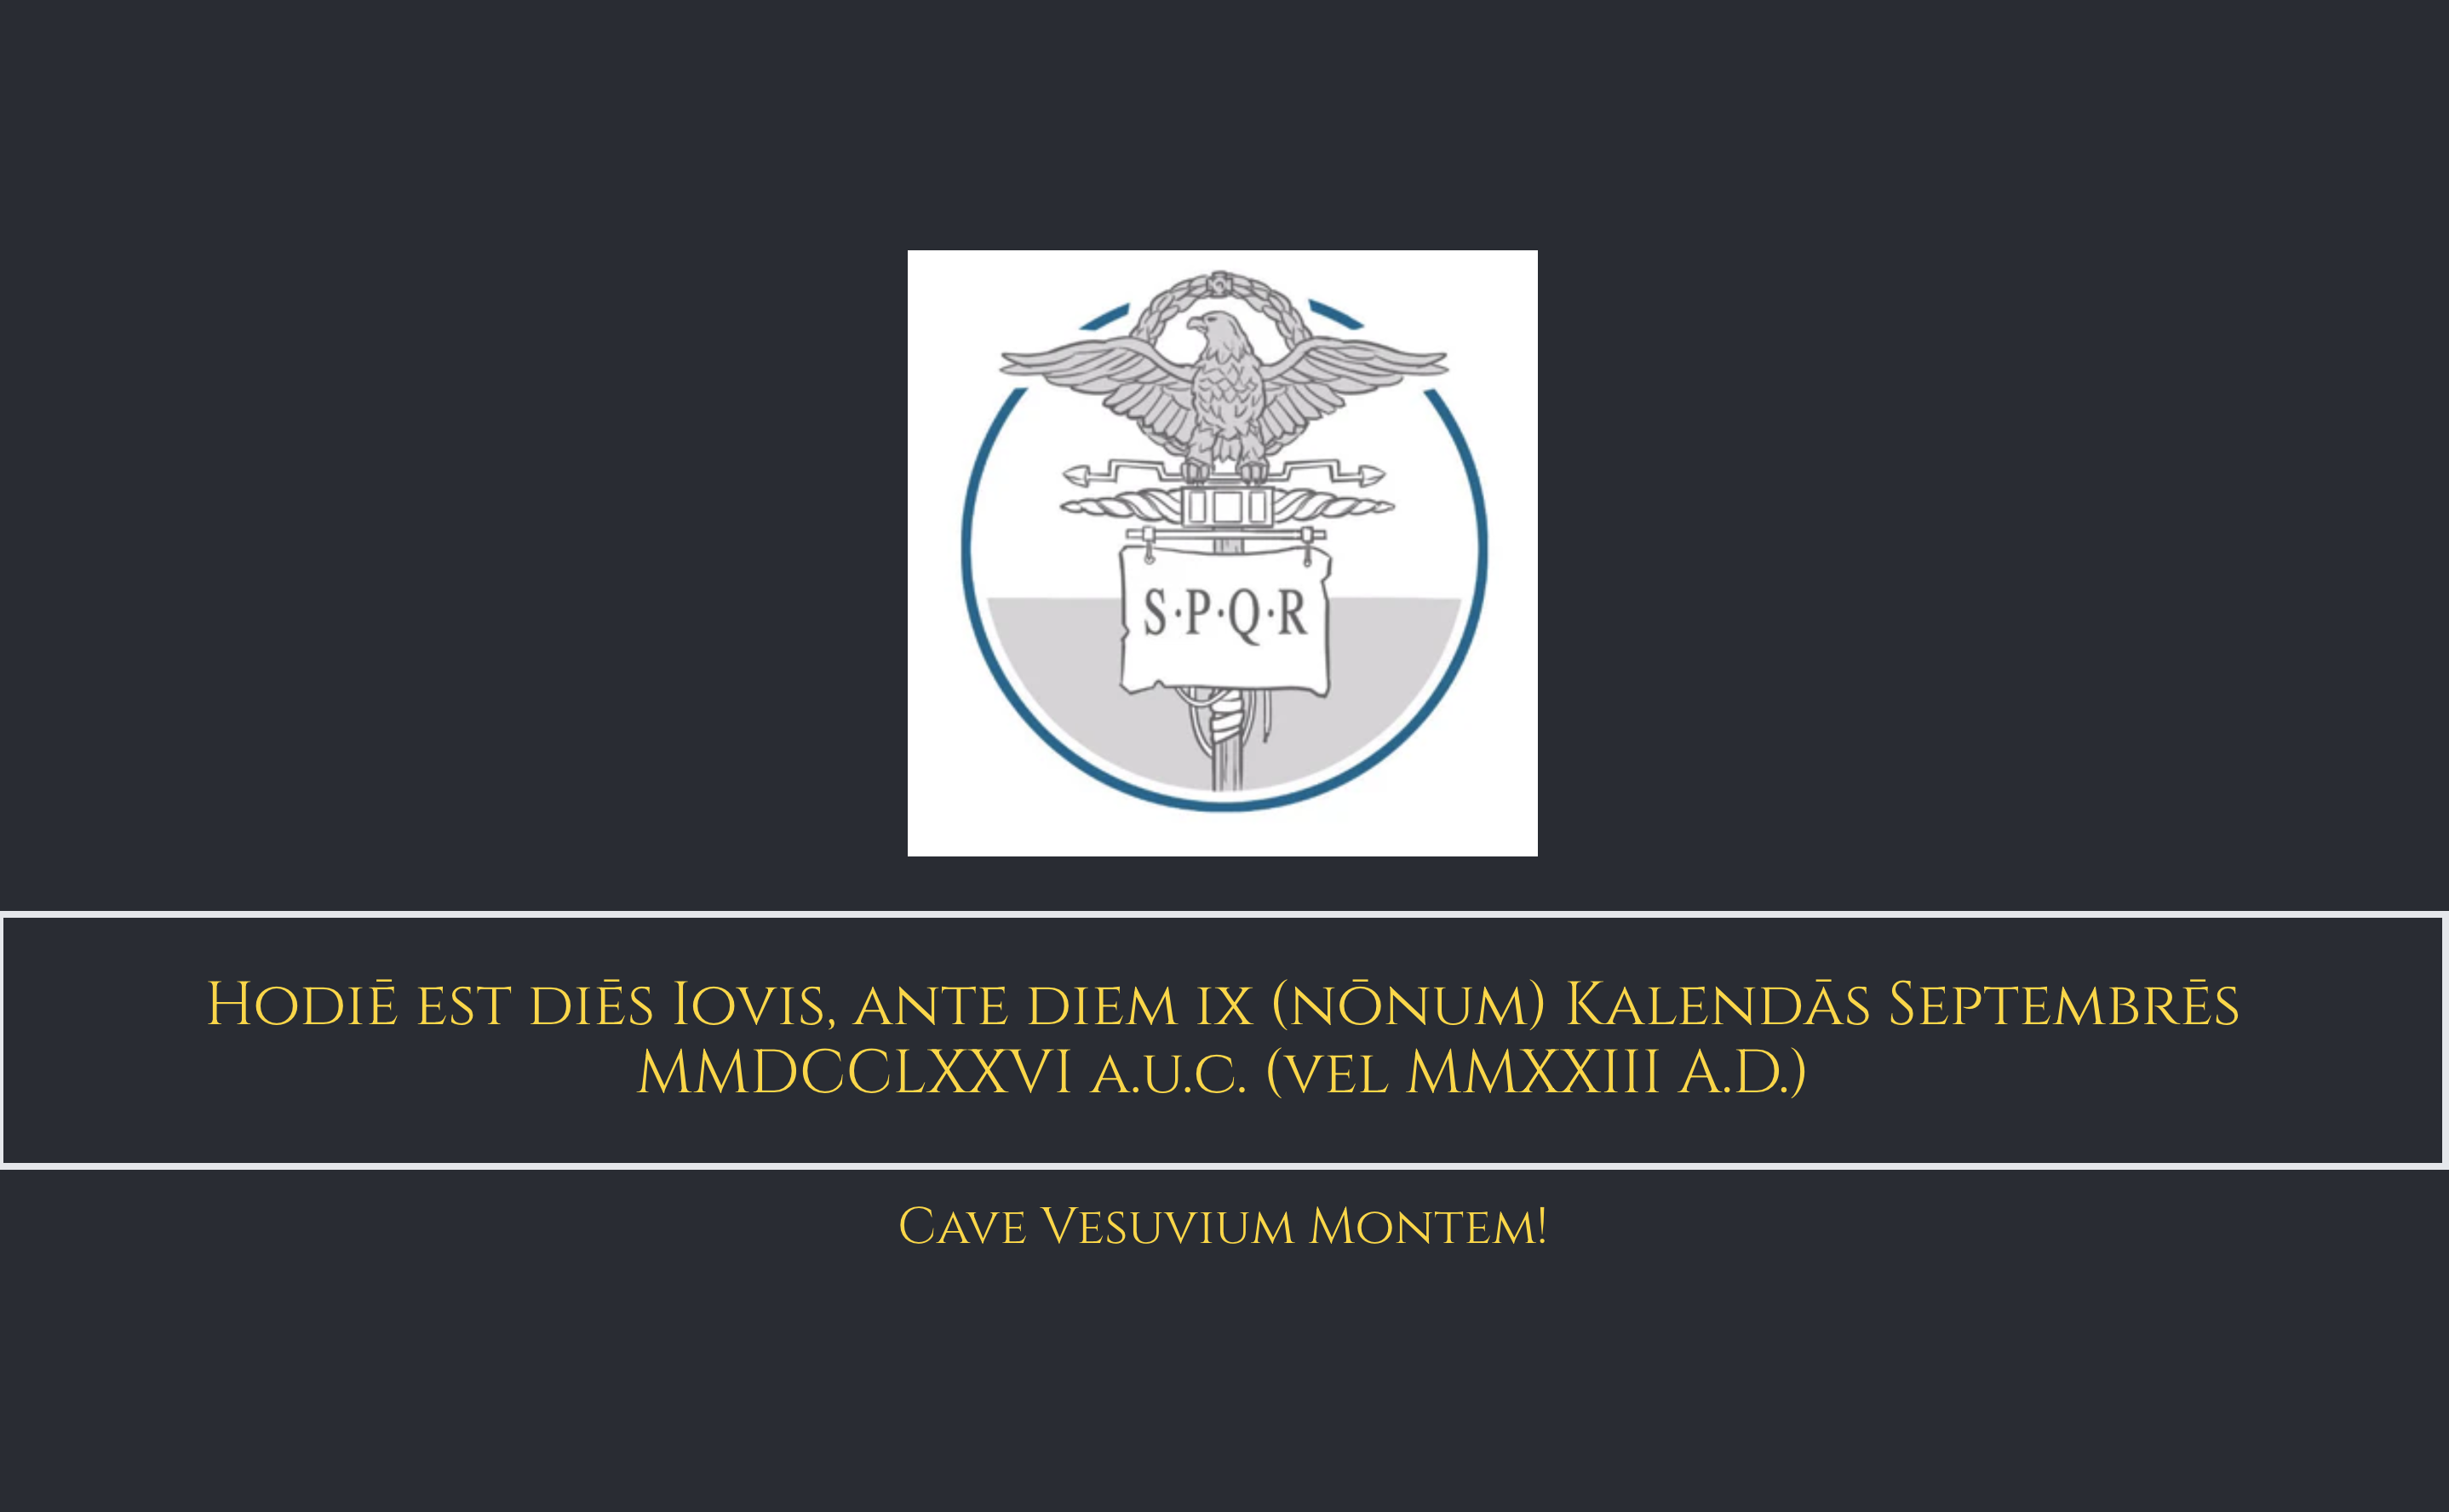 S·P·Q·R
Hodiē est diēs Iovis, ante diem ix (nōnum) Kalendās Septembrēs
MMDCCLXXVI a.u.c. (vel MMXXIII A.D.)
Cave Vesuvium Montem!